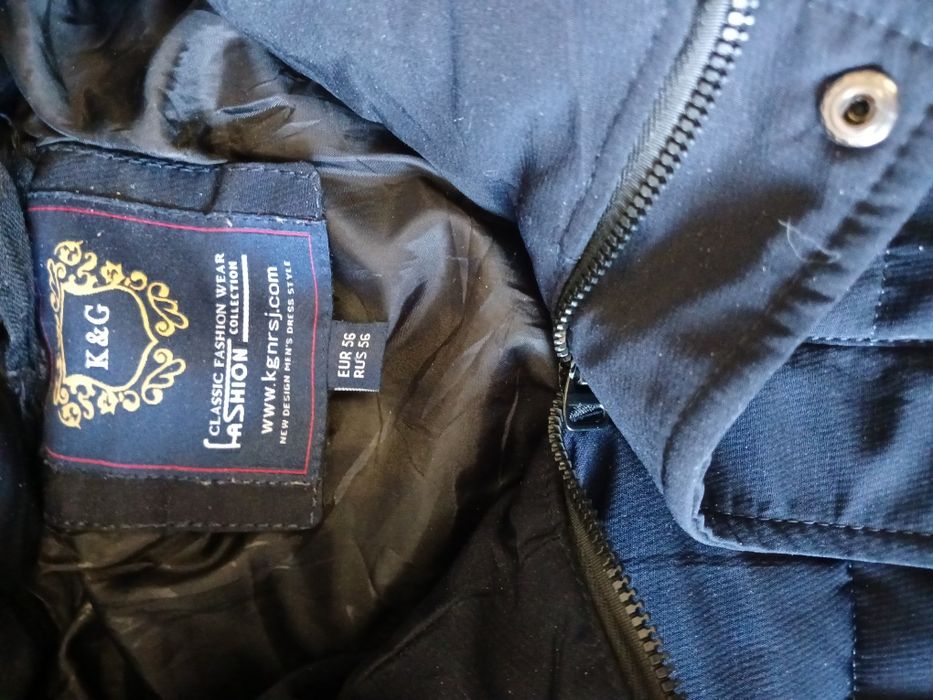 K&G
CLASSIC FASHION WEAR
FASHION COLLECTION
www.kgnrsj.com
NEW DESIGN MEN'S DRESS STYLE
EUR 56
RUS 56